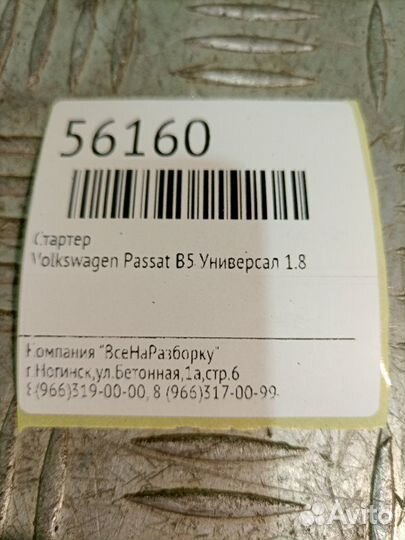 56160
Стартер
Volkswagen Passat B5 Универсал 1.8
Компания "ВсеНаРазборку"
г.Ногинск,ул.Бетонная,1а,стр.6
8(966)319-00-00, 8 (966)317-00-99
Avito